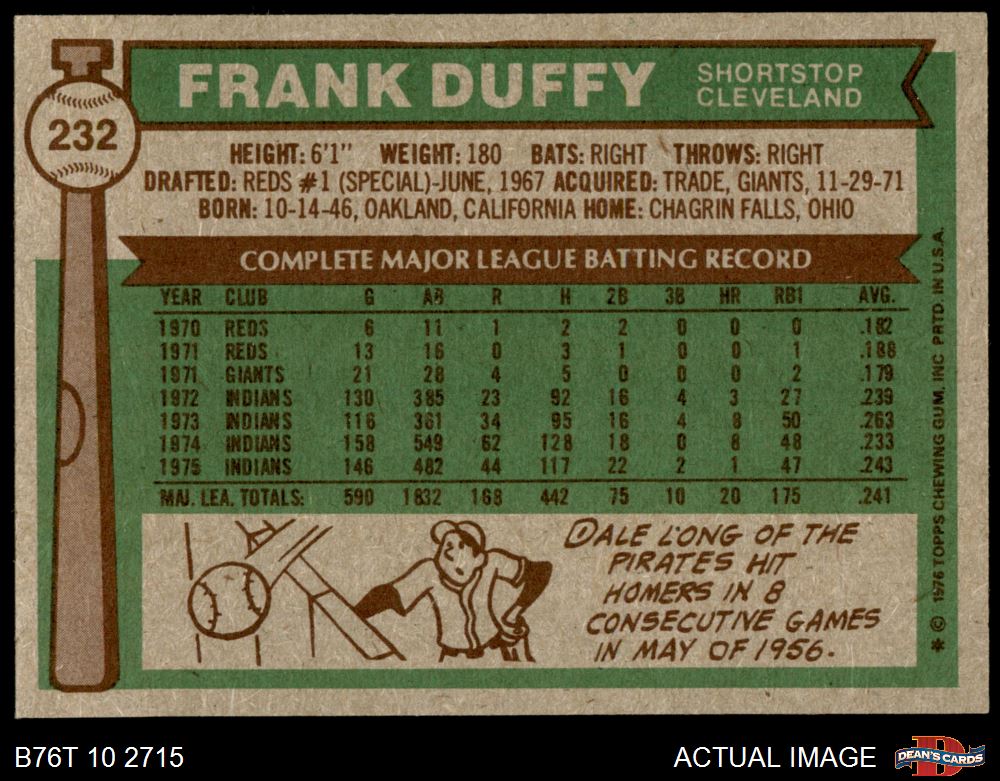 232
FRANK DUFFY
SHORTSTOP
CLEVELAND
HEIGHT: 6'1" WEIGHT: 180 BATS: RIGHT THROWS: RIGHT
DRAFTED: REDS #1 (SPECIAL)-JUNE, 1967 ACQUIRED: TRADE, GIANTS, 11-29-71
BORN: 10-14-46, OAKLAND, CALIFORNIA HOME: CHAGRIN FALLS, OHIO
COMPLETE MAJOR LEAGUE BATTING RECORD
YEAR CLUB G AB R H 2B 3B HR RBI AVG.
1970 REDS 6 11 1 2 2 0 0 0 .182
1971 REDS 13 16 0 3 1 0 0 1 .188
1971 GIANTS 21 28 4 5 0 0 0 2 .179
1972 INDIANS 130 385 23 92 16 4 3 27 .239
1973 INDIANS 116 361 34 95 16 4 8 50 .263
1974 INDIANS 158 549 62 128 18 0 8 48 .233
1975 INDIANS 146 482 44 117 22 2 1 47 .243
MAJ. LEA. TOTALS: 590 1832 168 442 75 10 20 175 .241
DALE LONG OF THE
PIRATES HIT
HOMERS IN 8
CONSECUTIVE GAMES
IN MAY OF 1956.
* © 1976 TOPPS CHEWING GUM, INC PRTD. IN U.S.A.
B76T 10 2715
ACTUAL IMAGE
D
DEAN'S CARDS